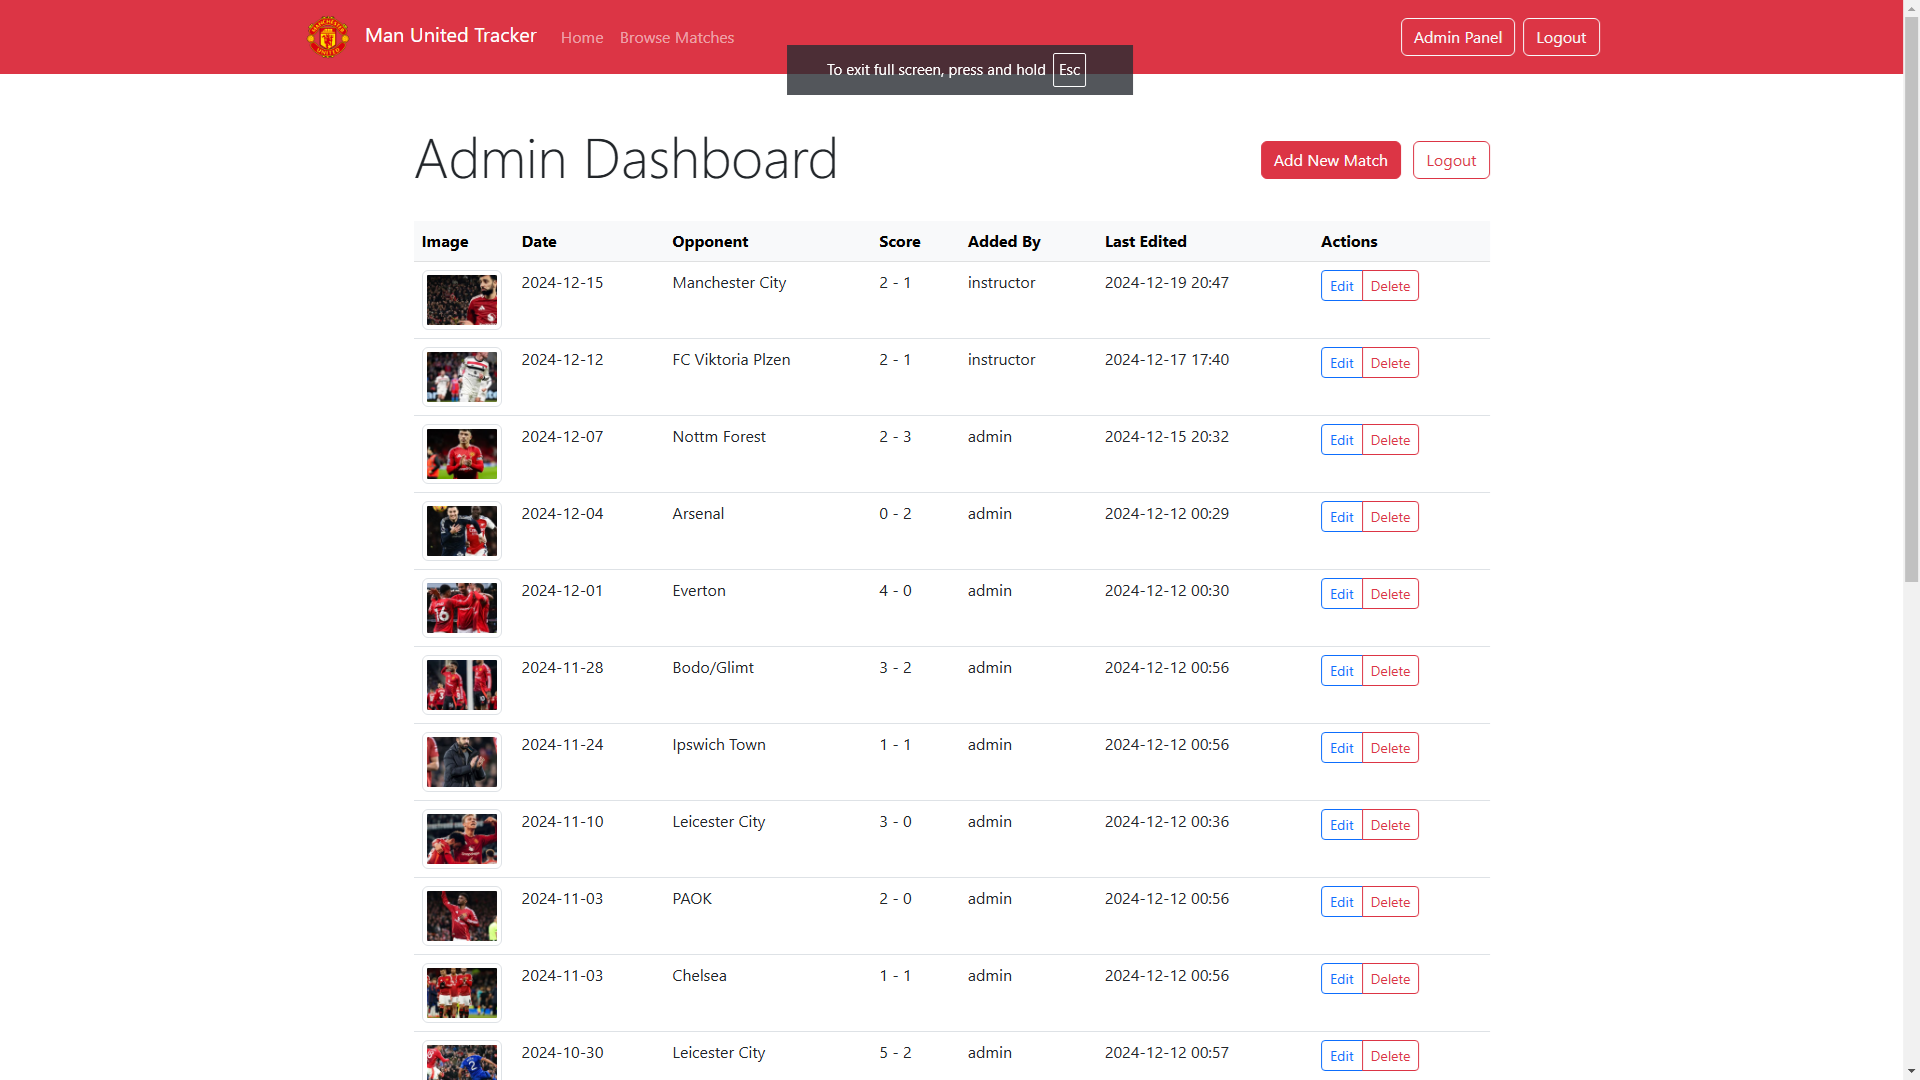 Man United Tracker Home Browse Matches Admin Panel Logout
To exit full screen, press and hold Esc
Admin Dashboard Add New Match Logout
Image Date Opponent Score Added By Last Edited Actions
2024-12-15 Manchester City 2 - 1 instructor 2024-12-19 20:47 Edit Delete
2024-12-12 FC Viktoria Plzen 2 - 1 instructor 2024-12-17 17:40 Edit Delete
2024-12-07 Nottm Forest 2 - 3 admin 2024-12-15 20:32 Edit Delete
2024-12-04 Arsenal 0 - 2 admin 2024-12-12 00:29 Edit Delete
2024-12-01 Everton 4 - 0 admin 2024-12-12 00:30 Edit Delete
2024-11-28 Bodo/Glimt 3 - 2 admin 2024-12-12 00:56 Edit Delete
2024-11-24 Ipswich Town 1 - 1 admin 2024-12-12 00:56 Edit Delete
2024-11-10 Leicester City 3 - 0 admin 2024-12-12 00:36 Edit Delete
2024-11-03 PAOK 2 - 0 admin 2024-12-12 00:56 Edit Delete
2024-11-03 Chelsea 1 - 1 admin 2024-12-12 00:56 Edit Delete
2024-10-30 Leicester City 5 - 2 admin 2024-12-12 00:57 Edit Delete